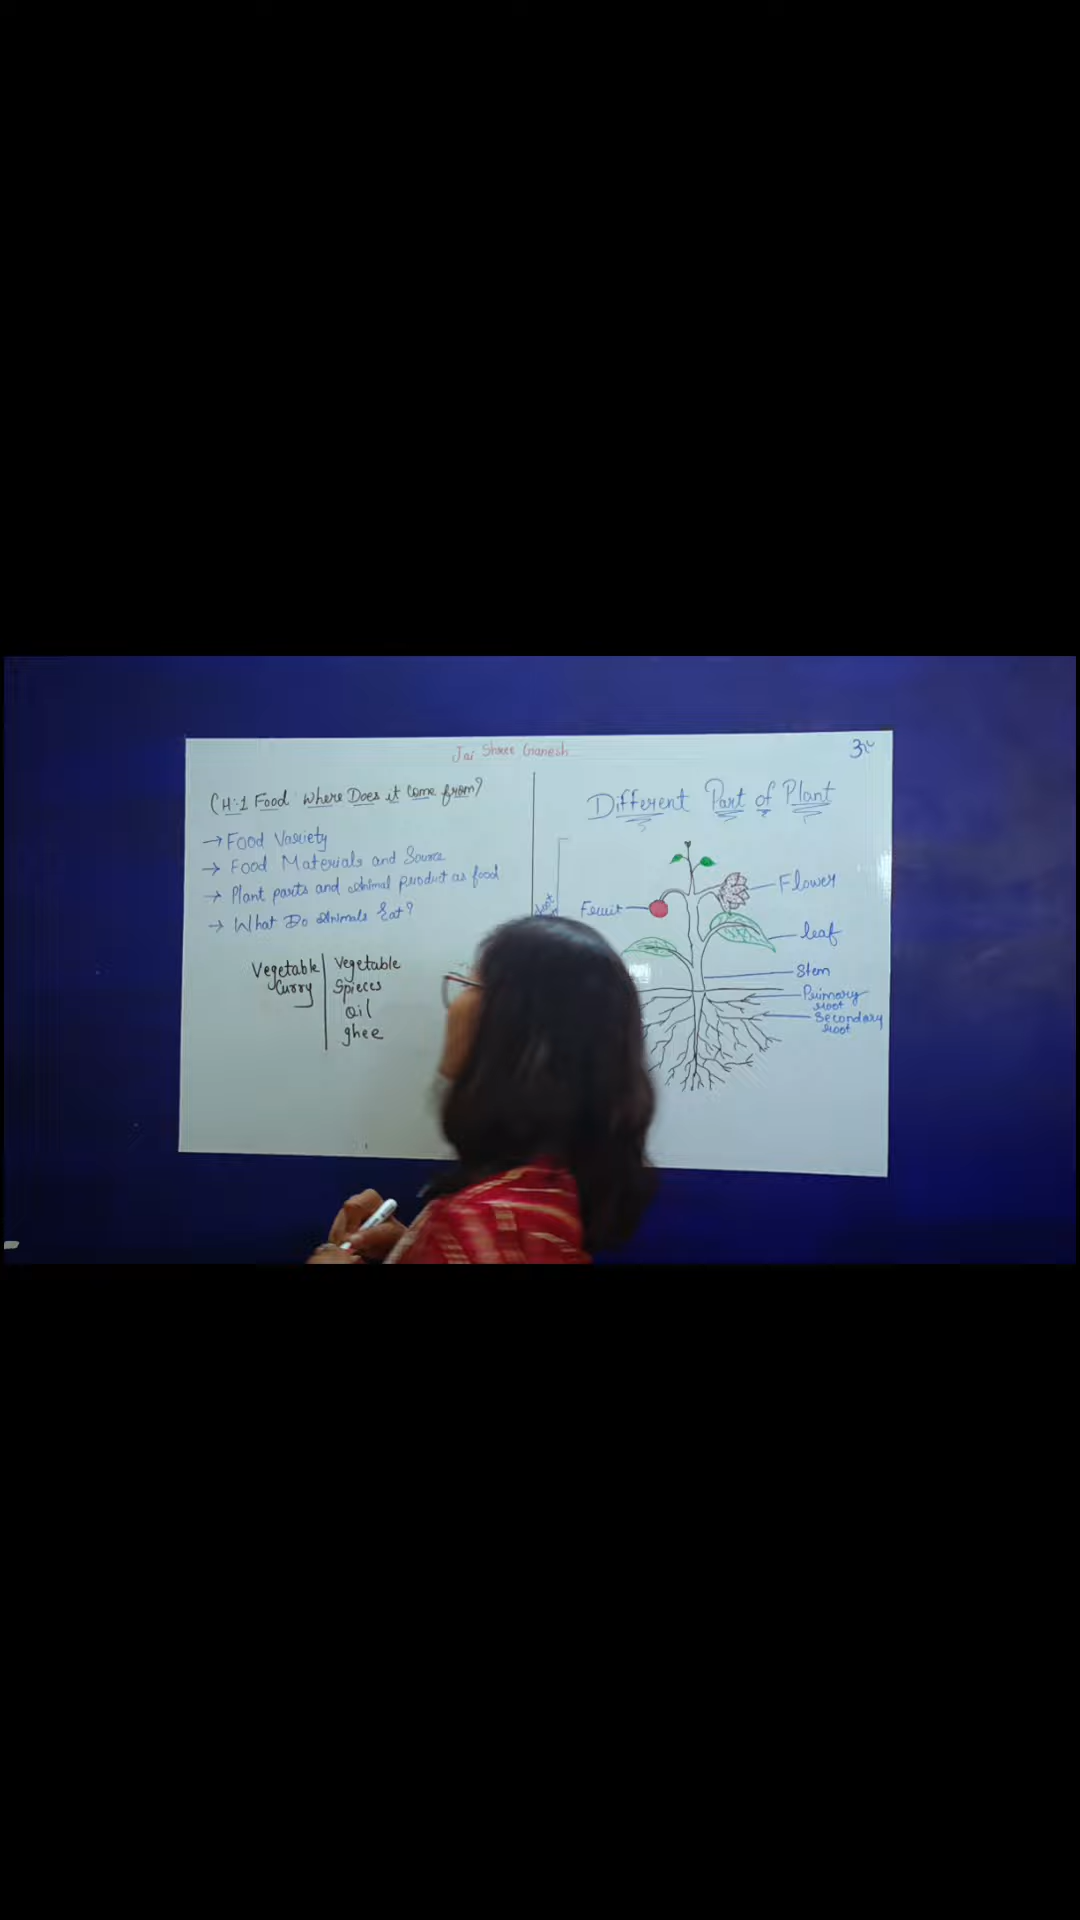 Jai Shree Ganesh
CH:-1 Food Where Does it Come from?
→ Food Variety
→ Food Materials and Source
→ Plant parts and Animal Product as food
→ What Do Animals Eat?
Vegetable Curry
Vegetable
Spieces
Oil
ghee
Different Part of Plant
Flower
Fruit
leaf
Stem
Primary root
Secondary root